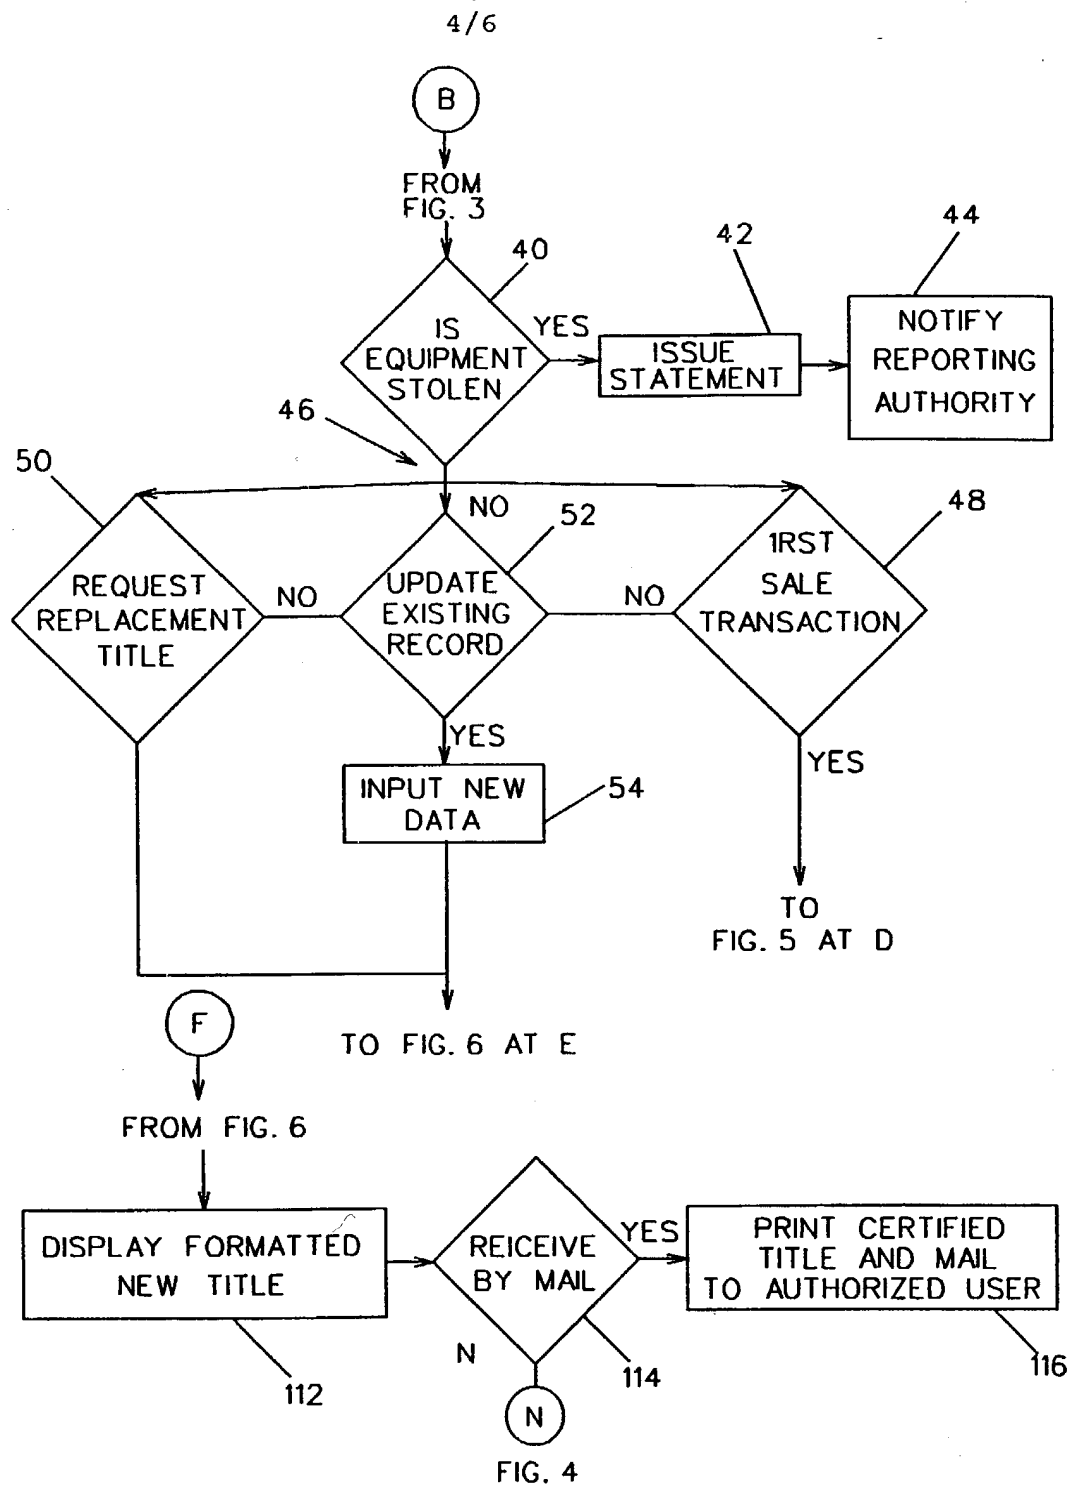 4/6
B
FROM
FIG. 3
40
42
44
IS
EQUIPMENT
STOLEN
YES
ISSUE
STATEMENT
NOTIFY
REPORTING
AUTHORITY
46
50
NO
52
48
REQUEST
REPLACEMENT
TITLE
NO
UPDATE
EXISTING
RECORD
NO
1RST
SALE
TRANSACTION
YES
YES
INPUT NEW
DATA
54
TO
FIG. 5 AT D
F
TO FIG. 6 AT E
FROM FIG. 6
DISPLAY FORMATTED
NEW TITLE
REICEIVE
BY MAIL
YES
PRINT CERTIFIED
TITLE AND MAIL
TO AUTHORIZED USER
N
112
114
116
N
FIG. 4